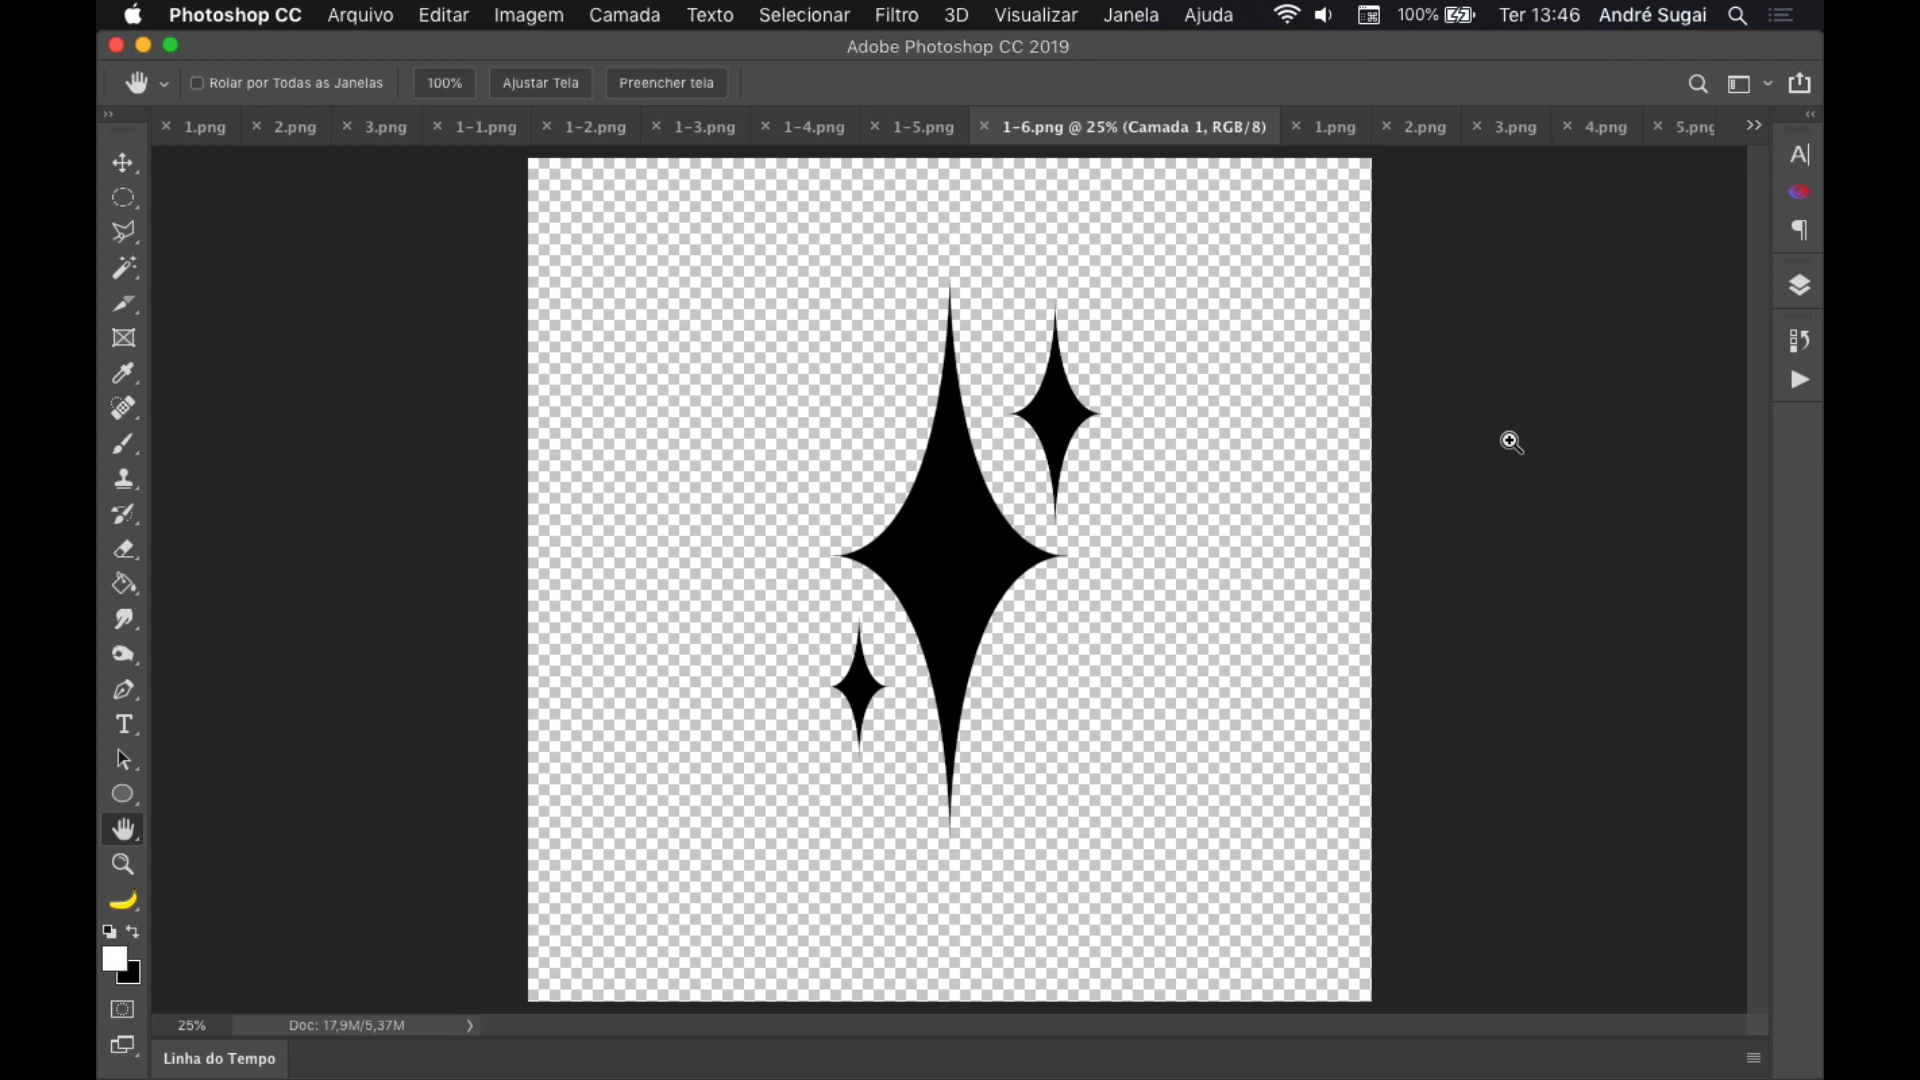 Photoshop CC Arquivo Editar Imagem Camada Texto Selecionar Filtro 3D Visualizar Janela Ajuda 100% Ter 13:46 André Sugai
Adobe Photoshop CC 2019
Rolar por Todas as Janelas 100% Ajustar Tela Preencher tela
1.png 2.png 3.png 1-1.png 1-2.png 1-3.png 1-4.png 1-5.png 1-6.png @ 25% (Camada 1, RGB/8) 1.png 2.png 3.png 4.png 5.png
25% Doc: 17,9M/5,37M
Linha do Tempo